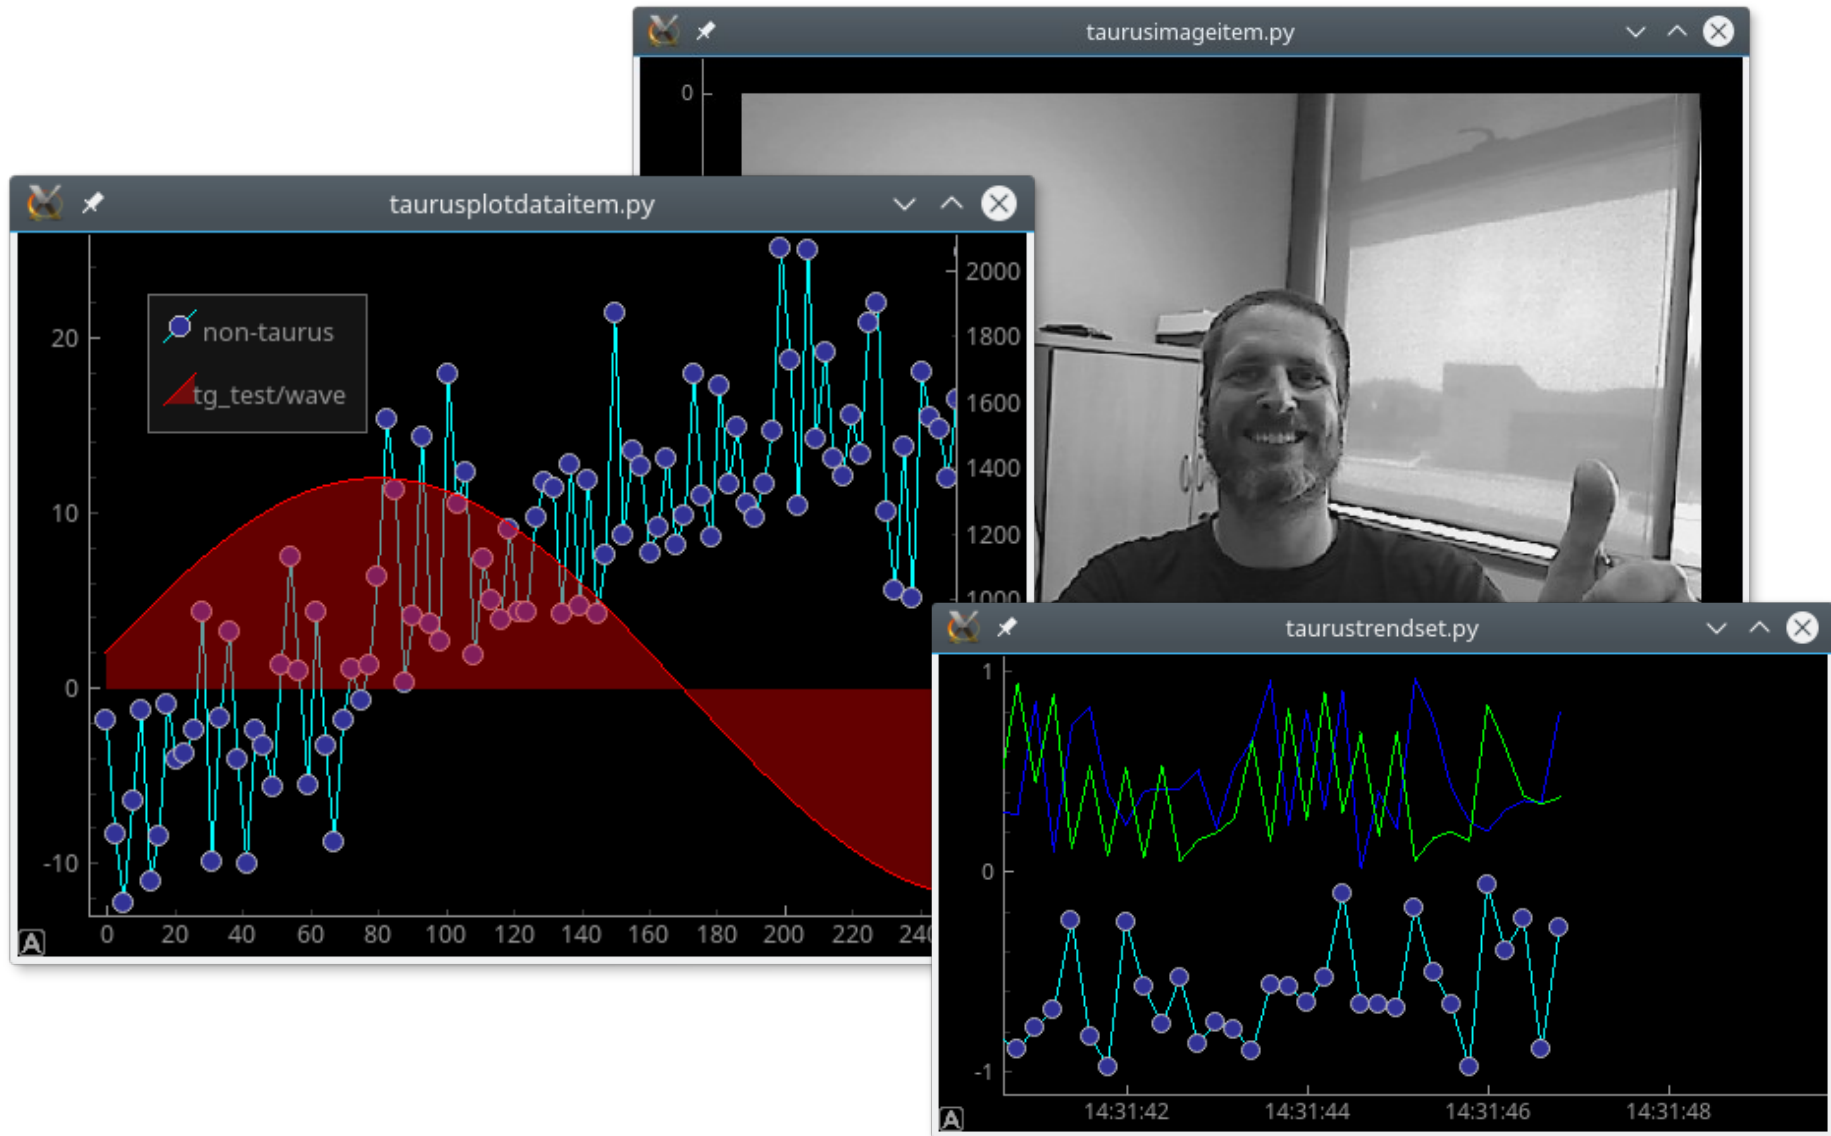 taurusimageitem.py
0
taurusplotdataitem.py
20
10
0
-10
non-taurus
tg_test/wave
2000
1800
1600
1400
1200
1000
0 20 40 60 80 100 120 140 160 180 200 220 240
A
taurustrendset.py
1
0
-1
14:31:42 14:31:44 14:31:46 14:31:48
A